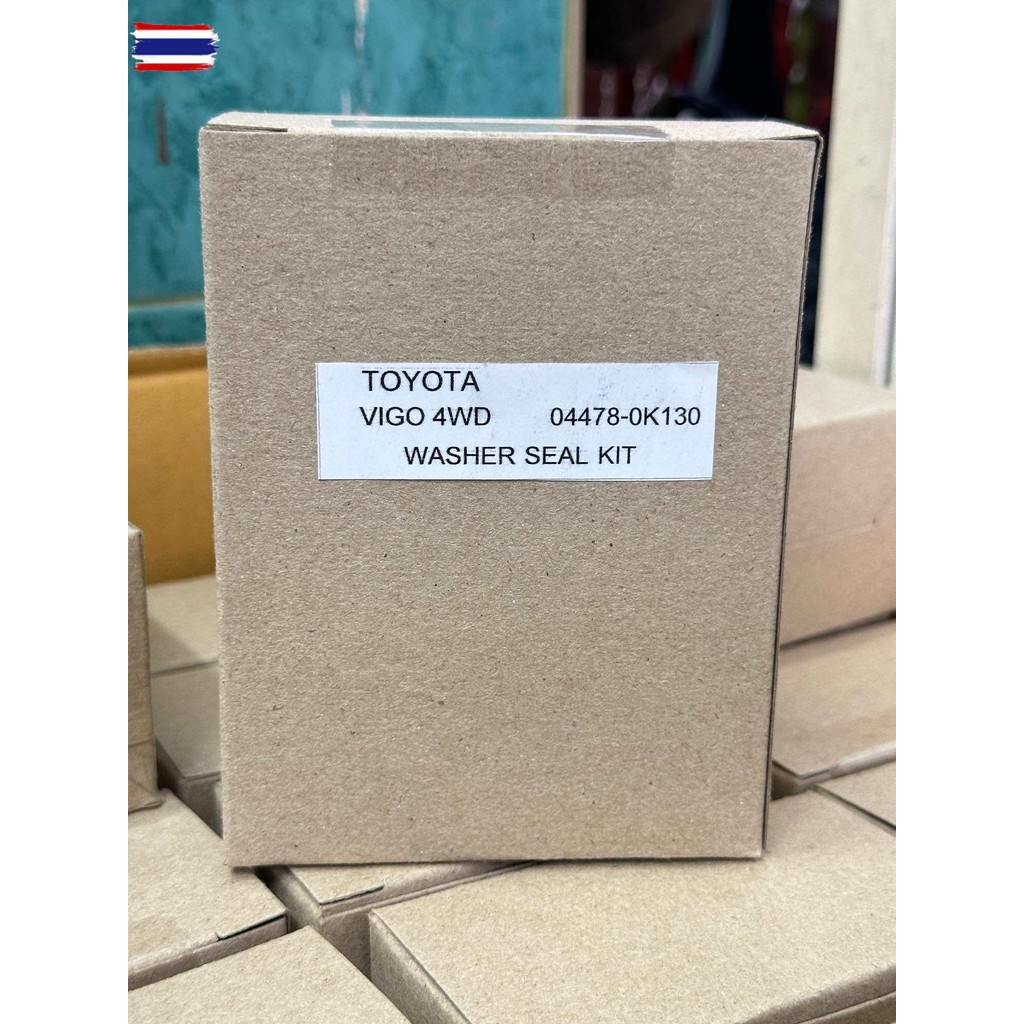 TOYOTA
VIGO 4WD 04478-0K130
WASHER SEAL KIT